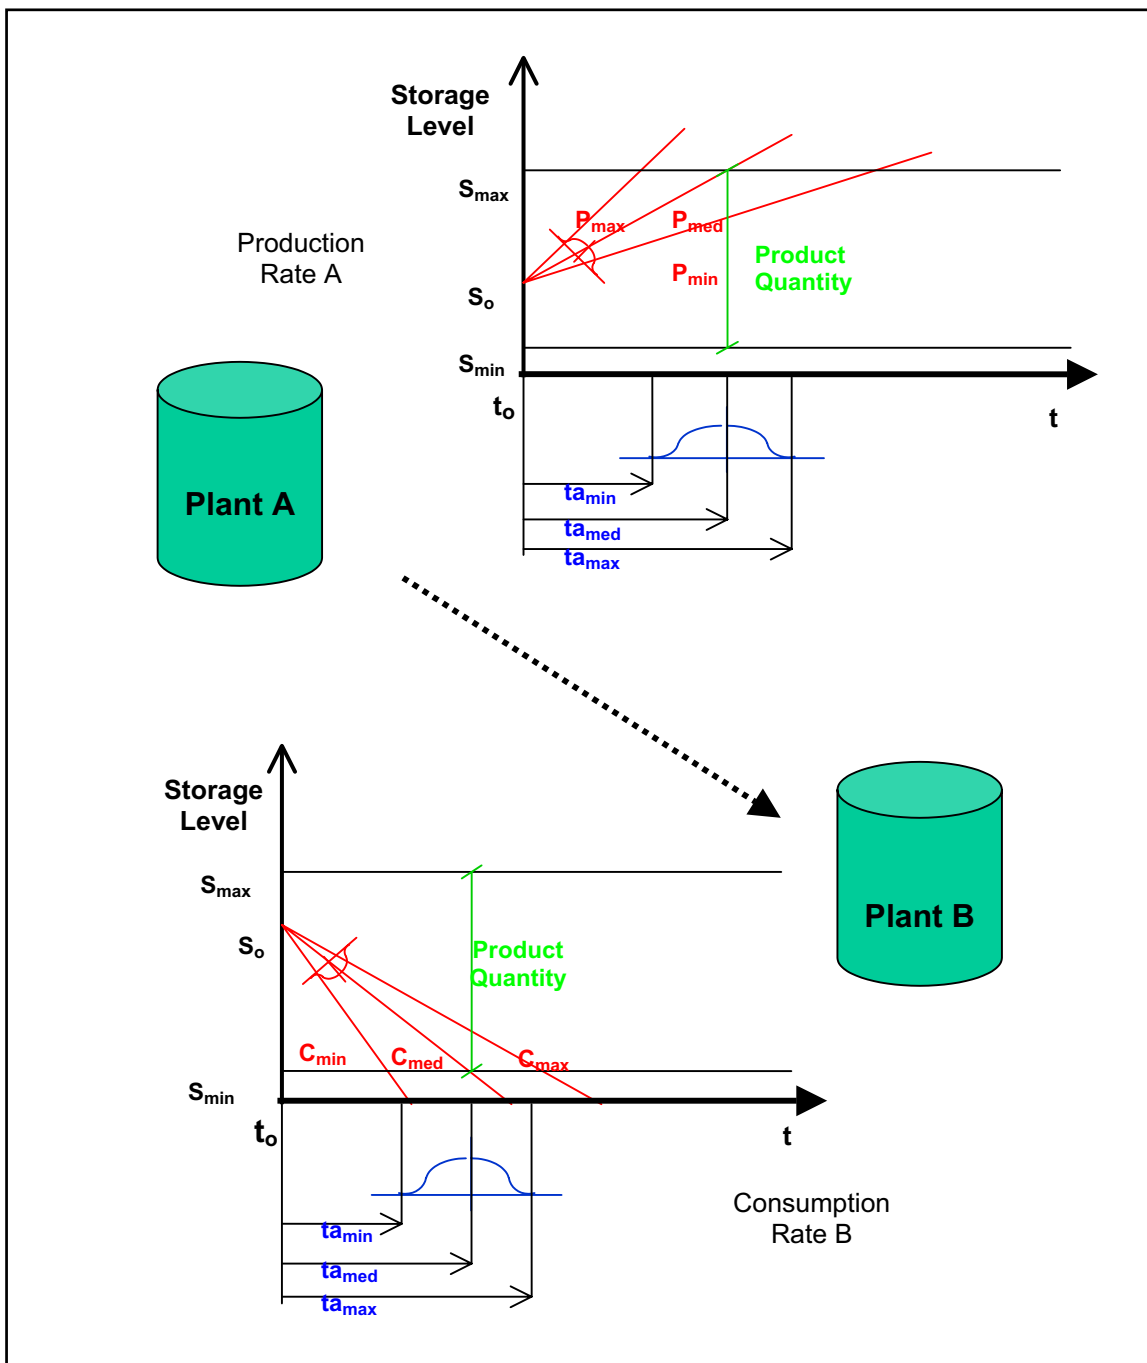 Storage
Level
Smax
Production
Rate A
Pmax
Pmed
Product
Quantity
Pmin
So
Smin
to
t
Plant A
tamin
tamed
tamax
Storage
Level
Smax
Plant B
So
Product
Quantity
Cmin
Cmed
Cmax
Smin
to
t
Consumption
Rate B
tamin
tamed
tamax